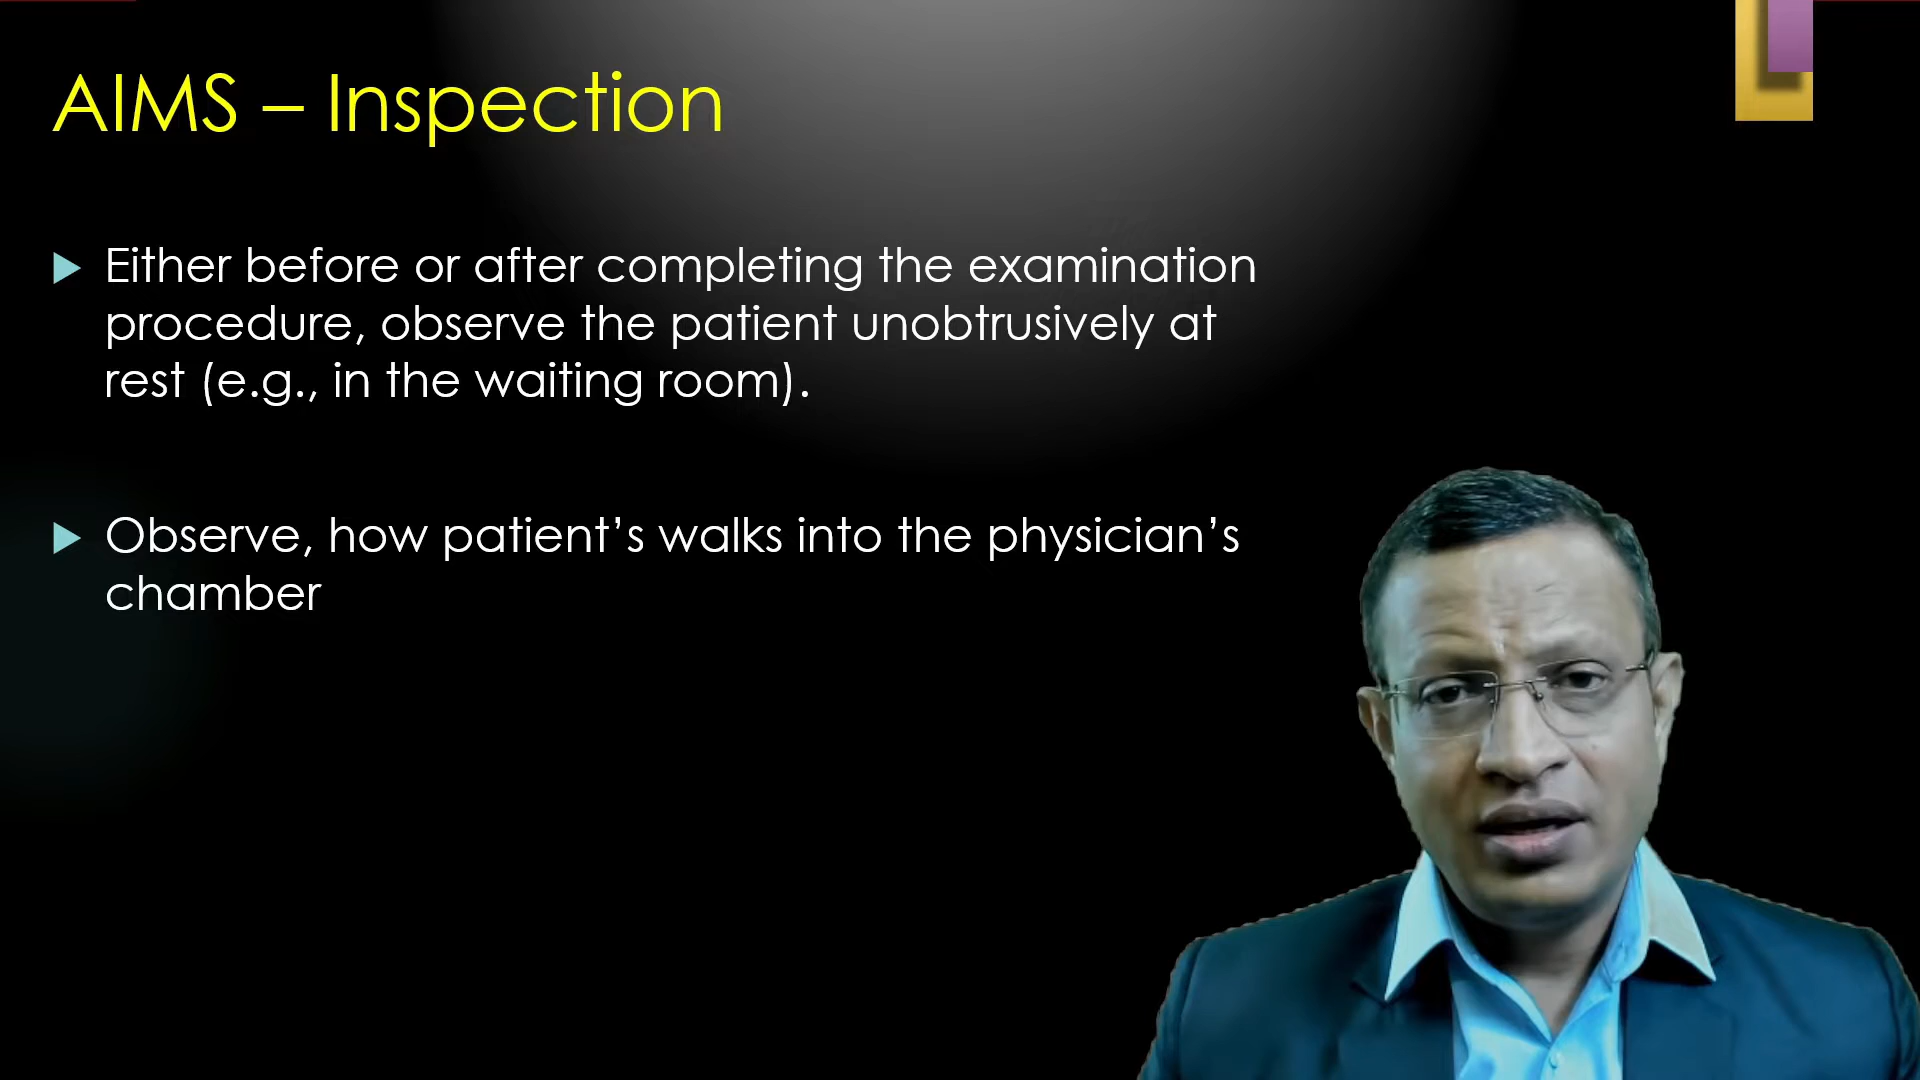 AIMS – Inspection
Either before or after completing the examination
procedure, observe the patient unobtrusively at
rest (e.g., in the waiting room).
Observe, how patient’s walks into the physician’s
chamber